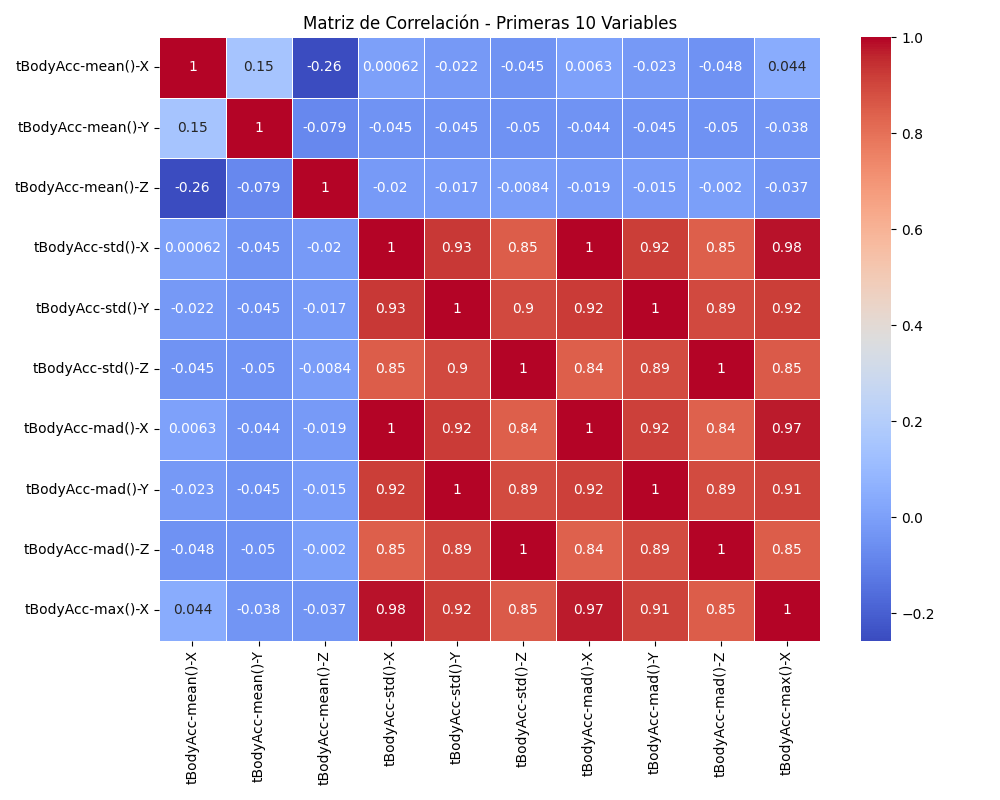 Matriz de Correlación - Primeras 10 Variables
tBodyAcc-mean()-X 1 0.15 -0.26 0.00062 -0.022 -0.045 0.0063 -0.023 -0.048 0.044
tBodyAcc-mean()-Y 0.15 1 -0.079 -0.045 -0.045 -0.05 -0.044 -0.045 -0.05 -0.038
tBodyAcc-mean()-Z -0.26 -0.079 1 -0.02 -0.017 -0.0084 -0.019 -0.015 -0.002 -0.037
tBodyAcc-std()-X 0.00062 -0.045 -0.02 1 0.93 0.85 1 0.92 0.85 0.98
tBodyAcc-std()-Y -0.022 -0.045 -0.017 0.93 1 0.9 0.92 1 0.89 0.92
tBodyAcc-std()-Z -0.045 -0.05 -0.0084 0.85 0.9 1 0.84 0.89 1 0.85
tBodyAcc-mad()-X 0.0063 -0.044 -0.019 1 0.92 0.84 1 0.92 0.84 0.97
tBodyAcc-mad()-Y -0.023 -0.045 -0.015 0.92 1 0.89 0.92 1 0.89 0.91
tBodyAcc-mad()-Z -0.048 -0.05 -0.002 0.85 0.89 1 0.84 0.89 1 0.85
tBodyAcc-max()-X 0.044 -0.038 -0.037 0.98 0.92 0.85 0.97 0.91 0.85 1
tBodyAcc-mean()-X
tBodyAcc-mean()-Y
tBodyAcc-mean()-Z
tBodyAcc-std()-X
tBodyAcc-std()-Y
tBodyAcc-std()-Z
tBodyAcc-mad()-X
tBodyAcc-mad()-Y
tBodyAcc-mad()-Z
tBodyAcc-max()-X
1.0
0.8
0.6
0.4
0.2
0.0
−0.2